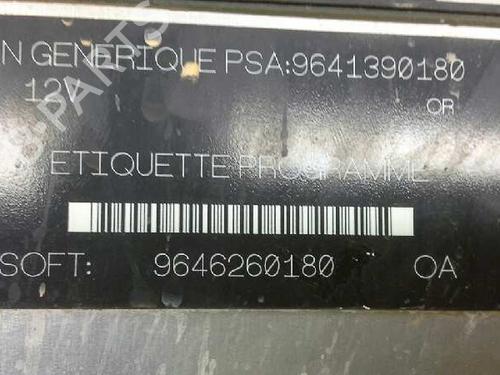 N GENERIQUE PSA:9641390180
12V
OR
ETIQUETTE PROGRAMME
SOFT: 9646260180 OA